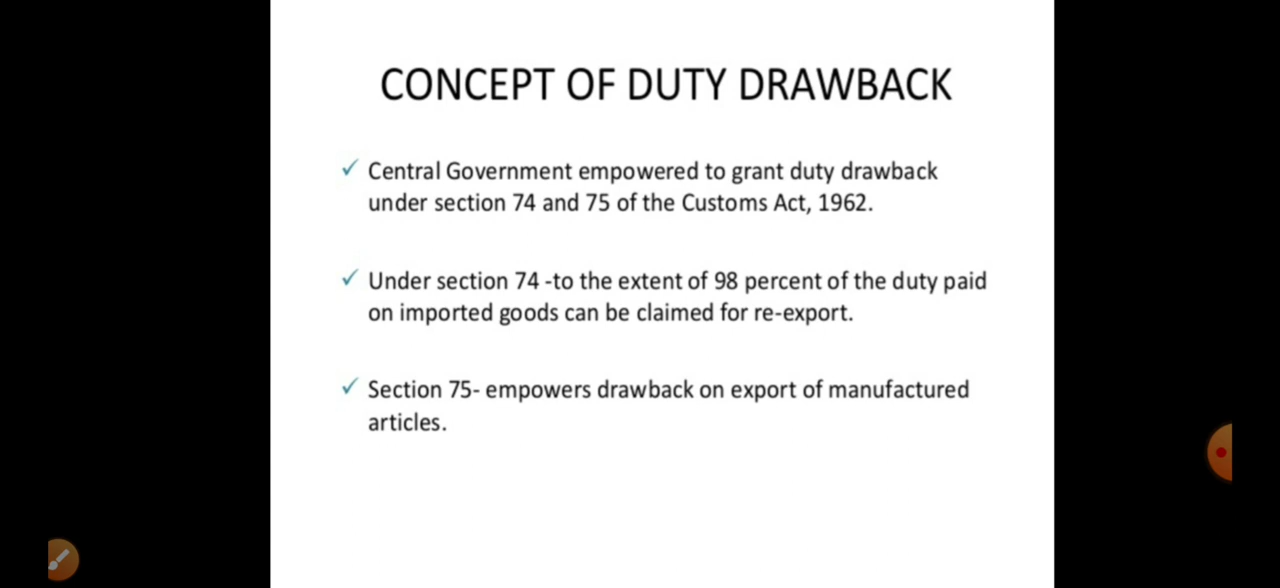 CONCEPT OF DUTY DRAWBACK
✓ Central Government empowered to grant duty drawback
under section 74 and 75 of the Customs Act, 1962.
✓ Under section 74 -to the extent of 98 percent of the duty paid
on imported goods can be claimed for re-export.
✓ Section 75- empowers drawback on export of manufactured
articles.